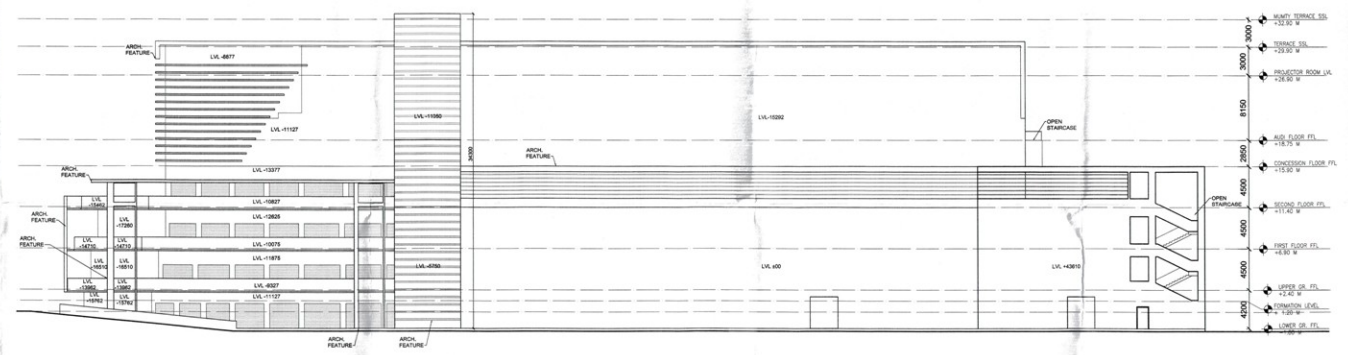 MUMTY TERRACE SSL
+32.90 M
3000
TERRACE SSL
+29.90 M
ARCH.
FEATURE
LVL -8877
3000
PROJECTOR ROOM LVL
+26.90 M
8150
LVL -11050
LVL-15292
LVL -11127
OPEN
STAIRCASE
AUDI FLOOR FFL
+18.75 M
34300
2850
ARCH.
FEATURE
CONCESSION FLOOR FFL
+15.90 M
ARCH.
FEATURE
LVL -13377
4500
LVL -10827
LVL
-15462
OPEN
STAIRCASE
SECOND FLOOR FFL
+11.40 M
ARCH.
FEATURE
LVL
-17260
LVL -12625
4500
ARCH.
FEATURE
LVL
-14710
LVL
-14710
LVL -10075
FIRST FLOOR FFL
+6.90 M
LVL
-16510
LVL
-16510
LVL -11875
LVL -5750
LVL ±00
LVL +43610
4500
LVL
-13962
LVL
-13962
LVL -9327
UPPER GR. FFL
+2.40 M
LVL
-15762
LVL
-15762
LVL -11127
FORMATION LEVEL
+ 1.20 M
4200
LOWER GR. FFL
ARCH.
FEATURE
ARCH.
FEATURE